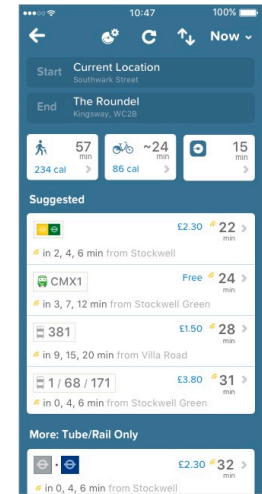 10:47 100%
Now
Start Current Location
Southwark Street
End The Roundel
Kingsway, WC2B
57 min
234 cal
~24 min
86 cal
15 min
Suggested
£2.30 22 min
in 2, 4, 6 min from Stockwell
CMX1 Free 24 min
in 3, 7, 12 min from Stockwell Green
381 £1.50 28 min
in 9, 15, 20 min from Villa Road
1 / 68 / 171 £3.80 31 min
in 0, 4, 6 min from Stockwell Green
More: Tube/Rail Only
£2.30 32 min
in 0, 4, 6 min from Stockwell